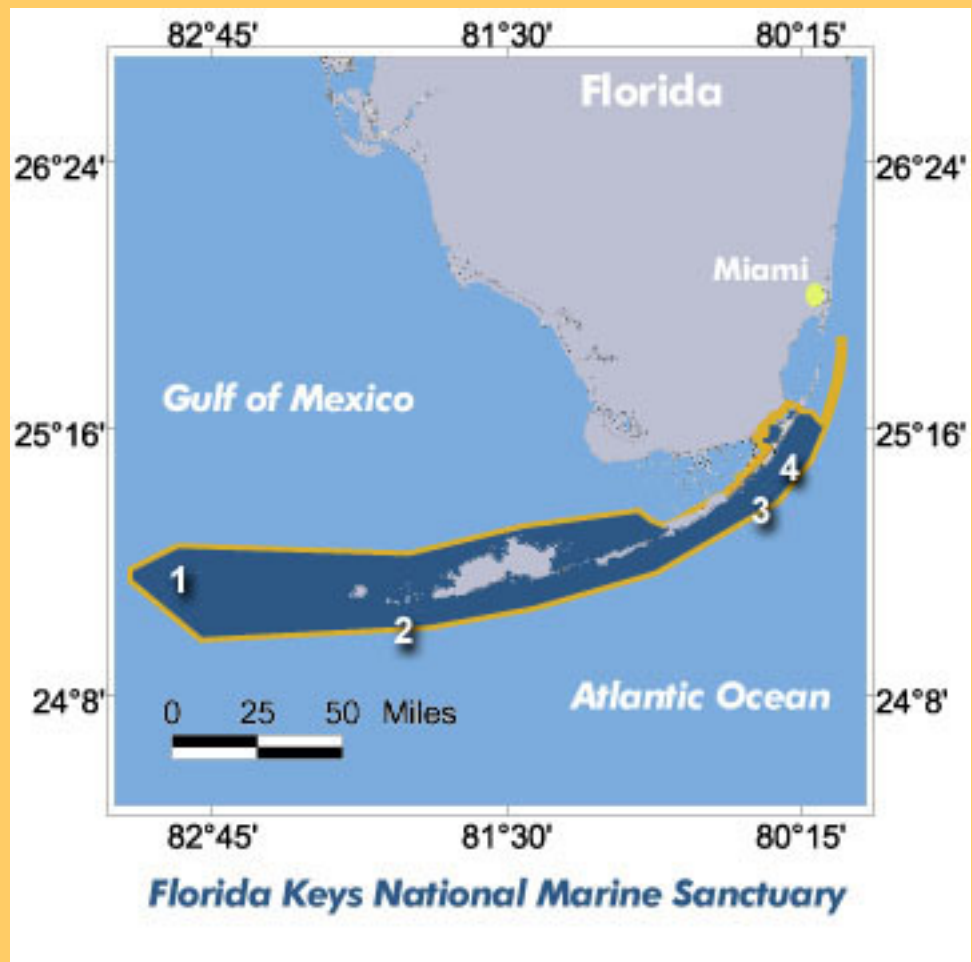 82°45' 81°30' 80°15'
Florida
26°24' 26°24'
Miami
Gulf of Mexico
25°16' 25°16'
4
3
1
2
24°8' Atlantic Ocean 24°8'
0 25 50 Miles
82°45' 81°30' 80°15'
Florida Keys National Marine Sanctuary